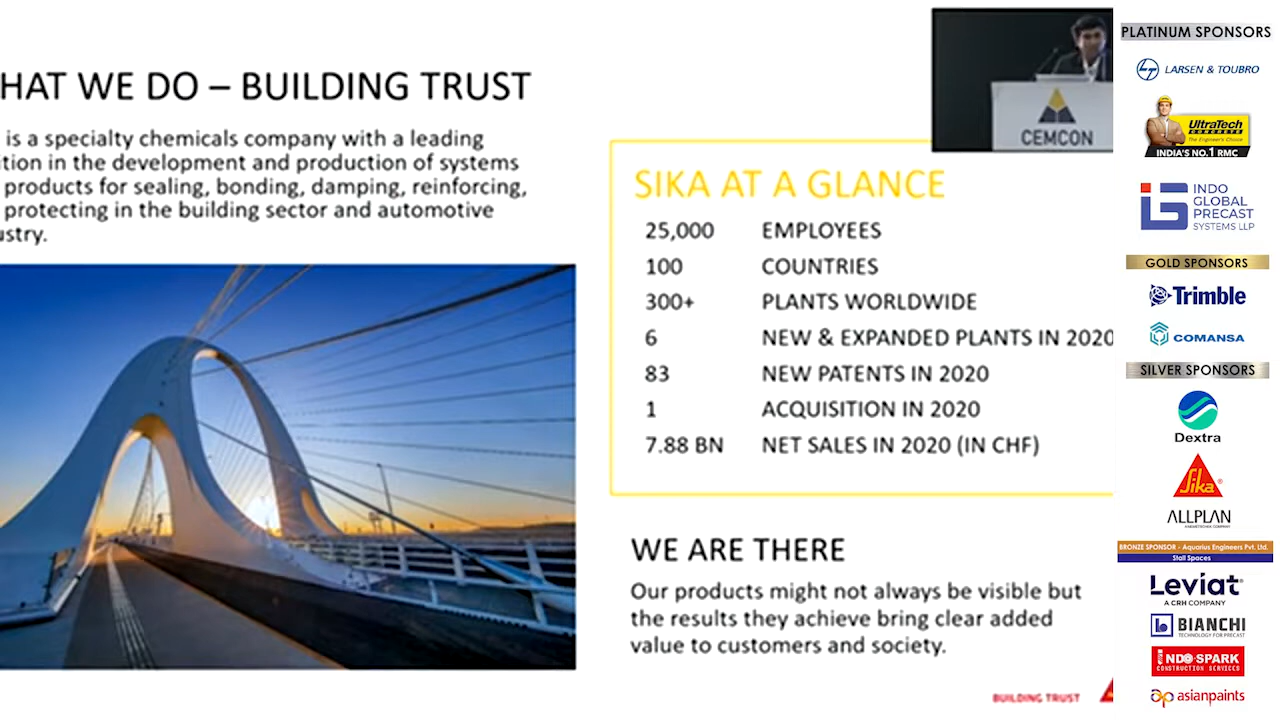 HAT WE DO – BUILDING TRUST
is a specialty chemicals company with a leading
ition in the development and production of systems
products for sealing, bonding, damping, reinforcing,
protecting in the building sector and automotive
ustry.
CEMCON
SIKA AT A GLANCE
25,000 EMPLOYEES
100 COUNTRIES
300+ PLANTS WORLDWIDE
6 NEW & EXPANDED PLANTS IN 2020
83 NEW PATENTS IN 2020
1 ACQUISITION IN 2020
7.88 BN NET SALES IN 2020 (IN CHF)
WE ARE THERE
Our products might not always be visible but
the results they achieve bring clear added
value to customers and society.
BUILDING TRUST
PLATINUM SPONSORS
LARSEN & TOUBRO
UltraTech
CONCRETE
The Engineer's Choice
INDIA'S NO.1 RMC
INDO
GLOBAL
PRECAST
SYSTEMS LLP
GOLD SPONSORS
Trimble
COMANSA
SILVER SPONSORS
Dextra
Sika®
ALLPLAN
A NEMETSCHEK COMPANY
BRONZE SPONSOR - Aquarius Engineers Pvt. Ltd.
Stall Spaces
Leviat®
A CRH COMPANY
BIANCHI
TECHNOLOGY FOR PRECAST
INDO SPARK
CONSTRUCTION SERVICES
ap asianpaints